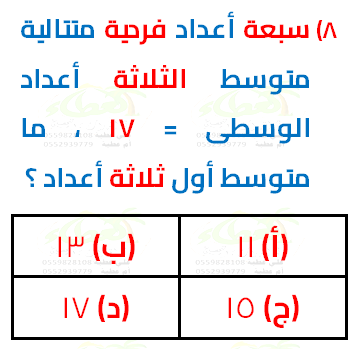 ٨) سبعة أعداد فردية متتالية
متوسط الثلاثة أعداد
الوسطى = ١٧ ، ما
متوسط أول ثلاثة أعداد ؟
(أ) ١١ (ب) ١٣
(ج) ١٥ (د) ١٧